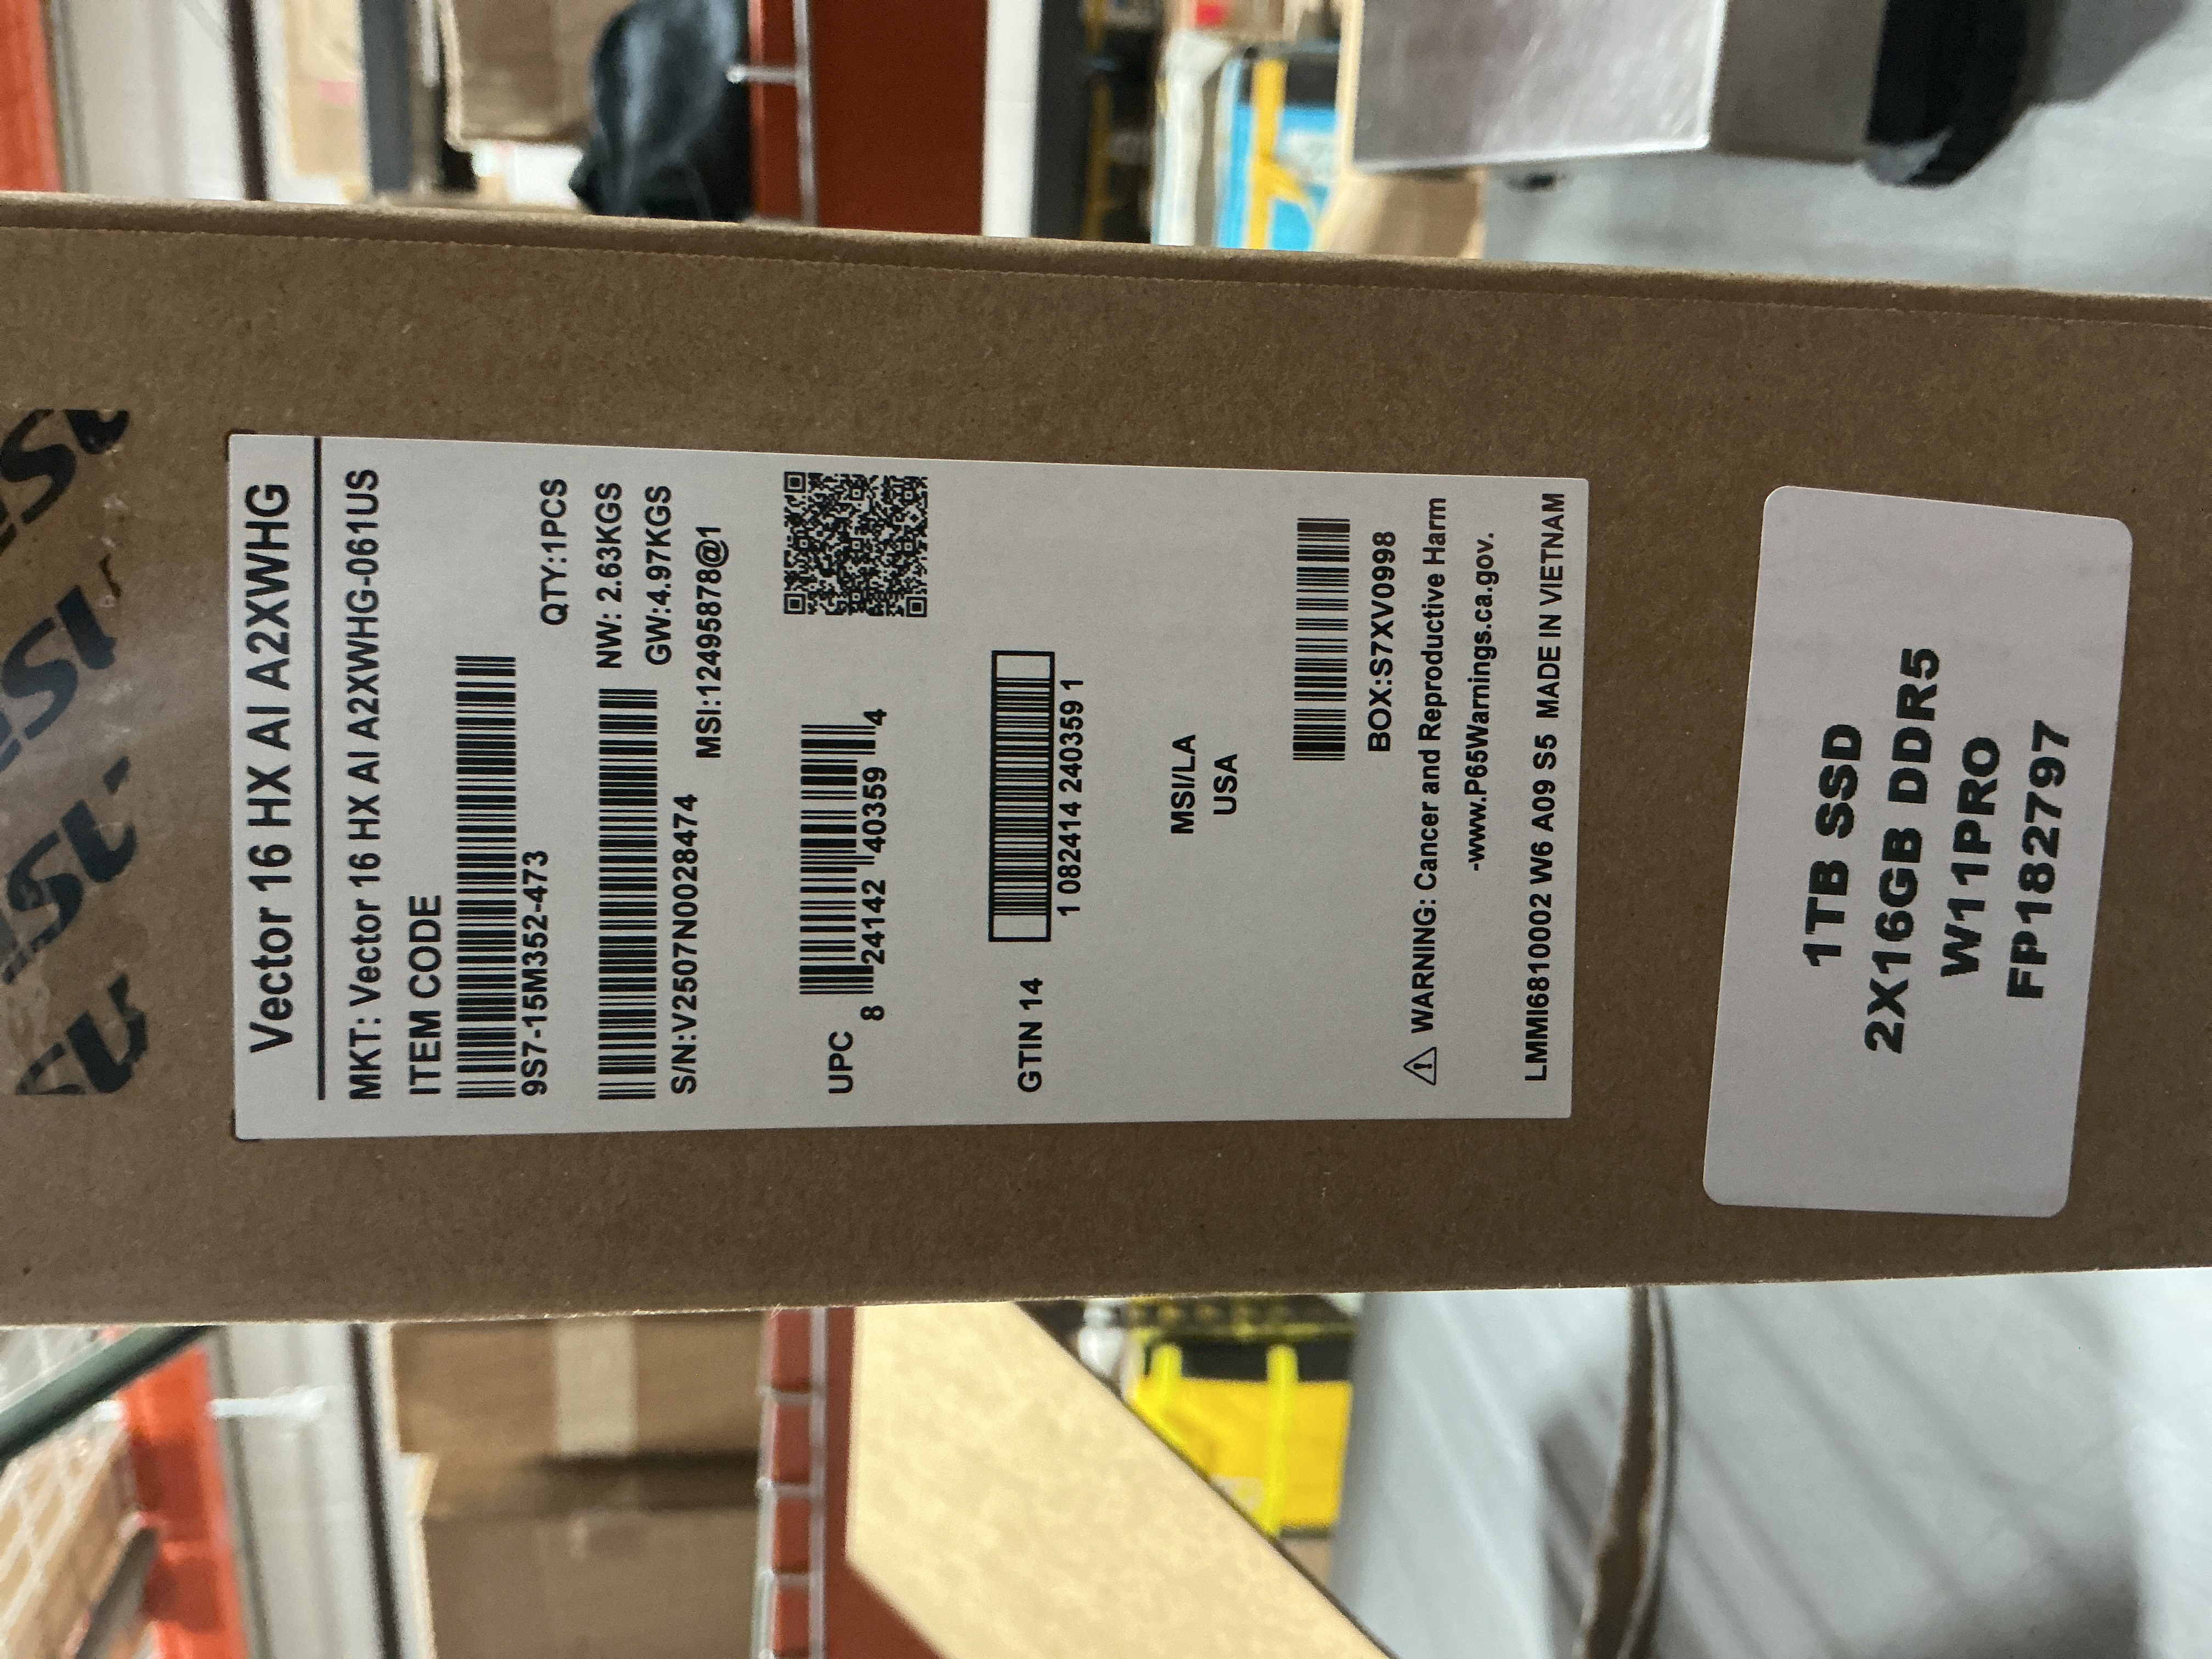 Vector 16 HX AI A2XWHG
MKT: Vector 16 HX AI A2XWHG-061US
ITEM CODE
9S7-15M352-473
QTY:1PCS
NW: 2.63KGS
GW:4.97KGS
S/N:V2507N0028474
MSI:12495878@1
UPC
8 24142 40359 4
GTIN 14
1 082414 240359 1
MSI/LA
USA
BOX:S7XV0998
WARNING: Cancer and Reproductive Harm
-www.P65Warnings.ca.gov.
LMMI6810002 W6 A09 S5 MADE IN VIETNAM
1TB SSD
2X16GB DDR5
W11PRO
FP182797